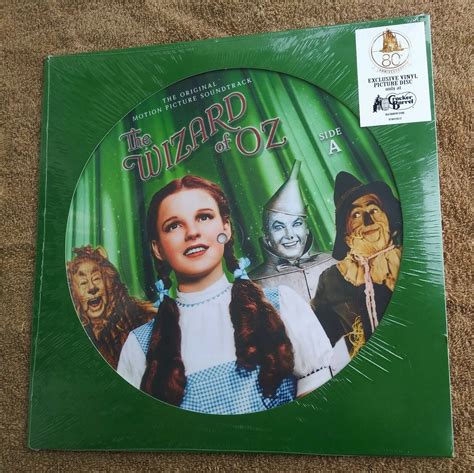 THE ORIGINAL
MOTION PICTURE SOUNDTRACK
The
WIZARD
of OZ
SIDE
A
80
EXCLUSIVE VINYL
PICTURE DISC
only at
Cracker
Barrel